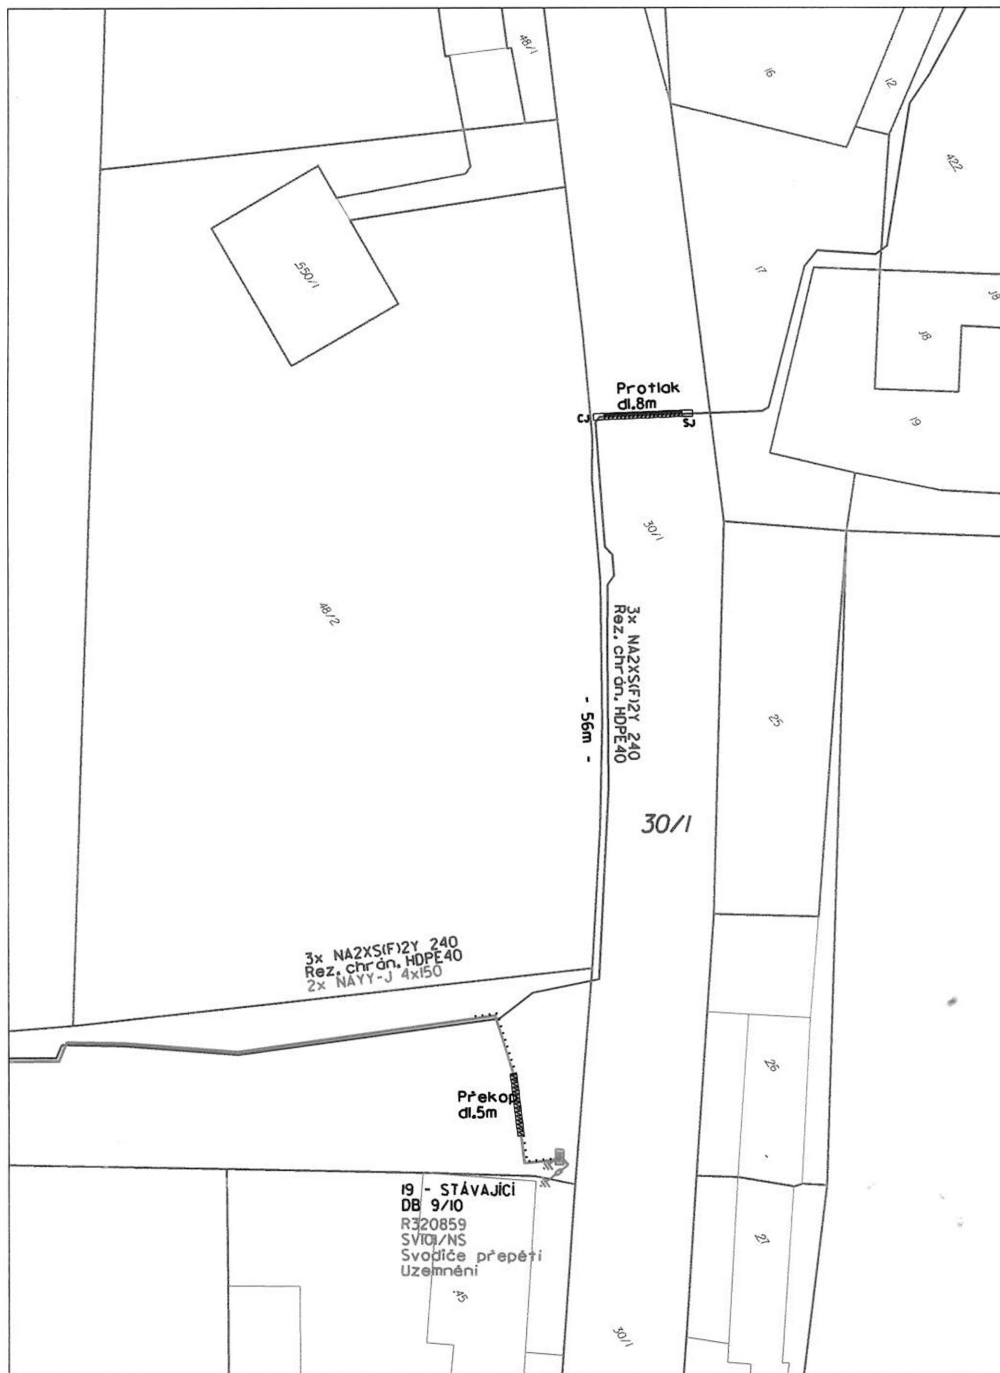 48/1
16
12
422
17
550/1
18
18
Protlak
dl.8m
CJ
SJ
19
30/1
48/2
3x NA2XS(F)2Y 240
Rez. chrán. HDPE40
- 56m -
25
30/1
3x NA2XS(F)2Y 240
Rez. chrán. HDPE40
2x NAYY-J 4x150
26
Překop
dl.5m
19 - STÁVAJÍCÍ
DB 9/10
R320859
SV101/NS
Svodiče přepětí
Uzemnění
27
.45
30/1